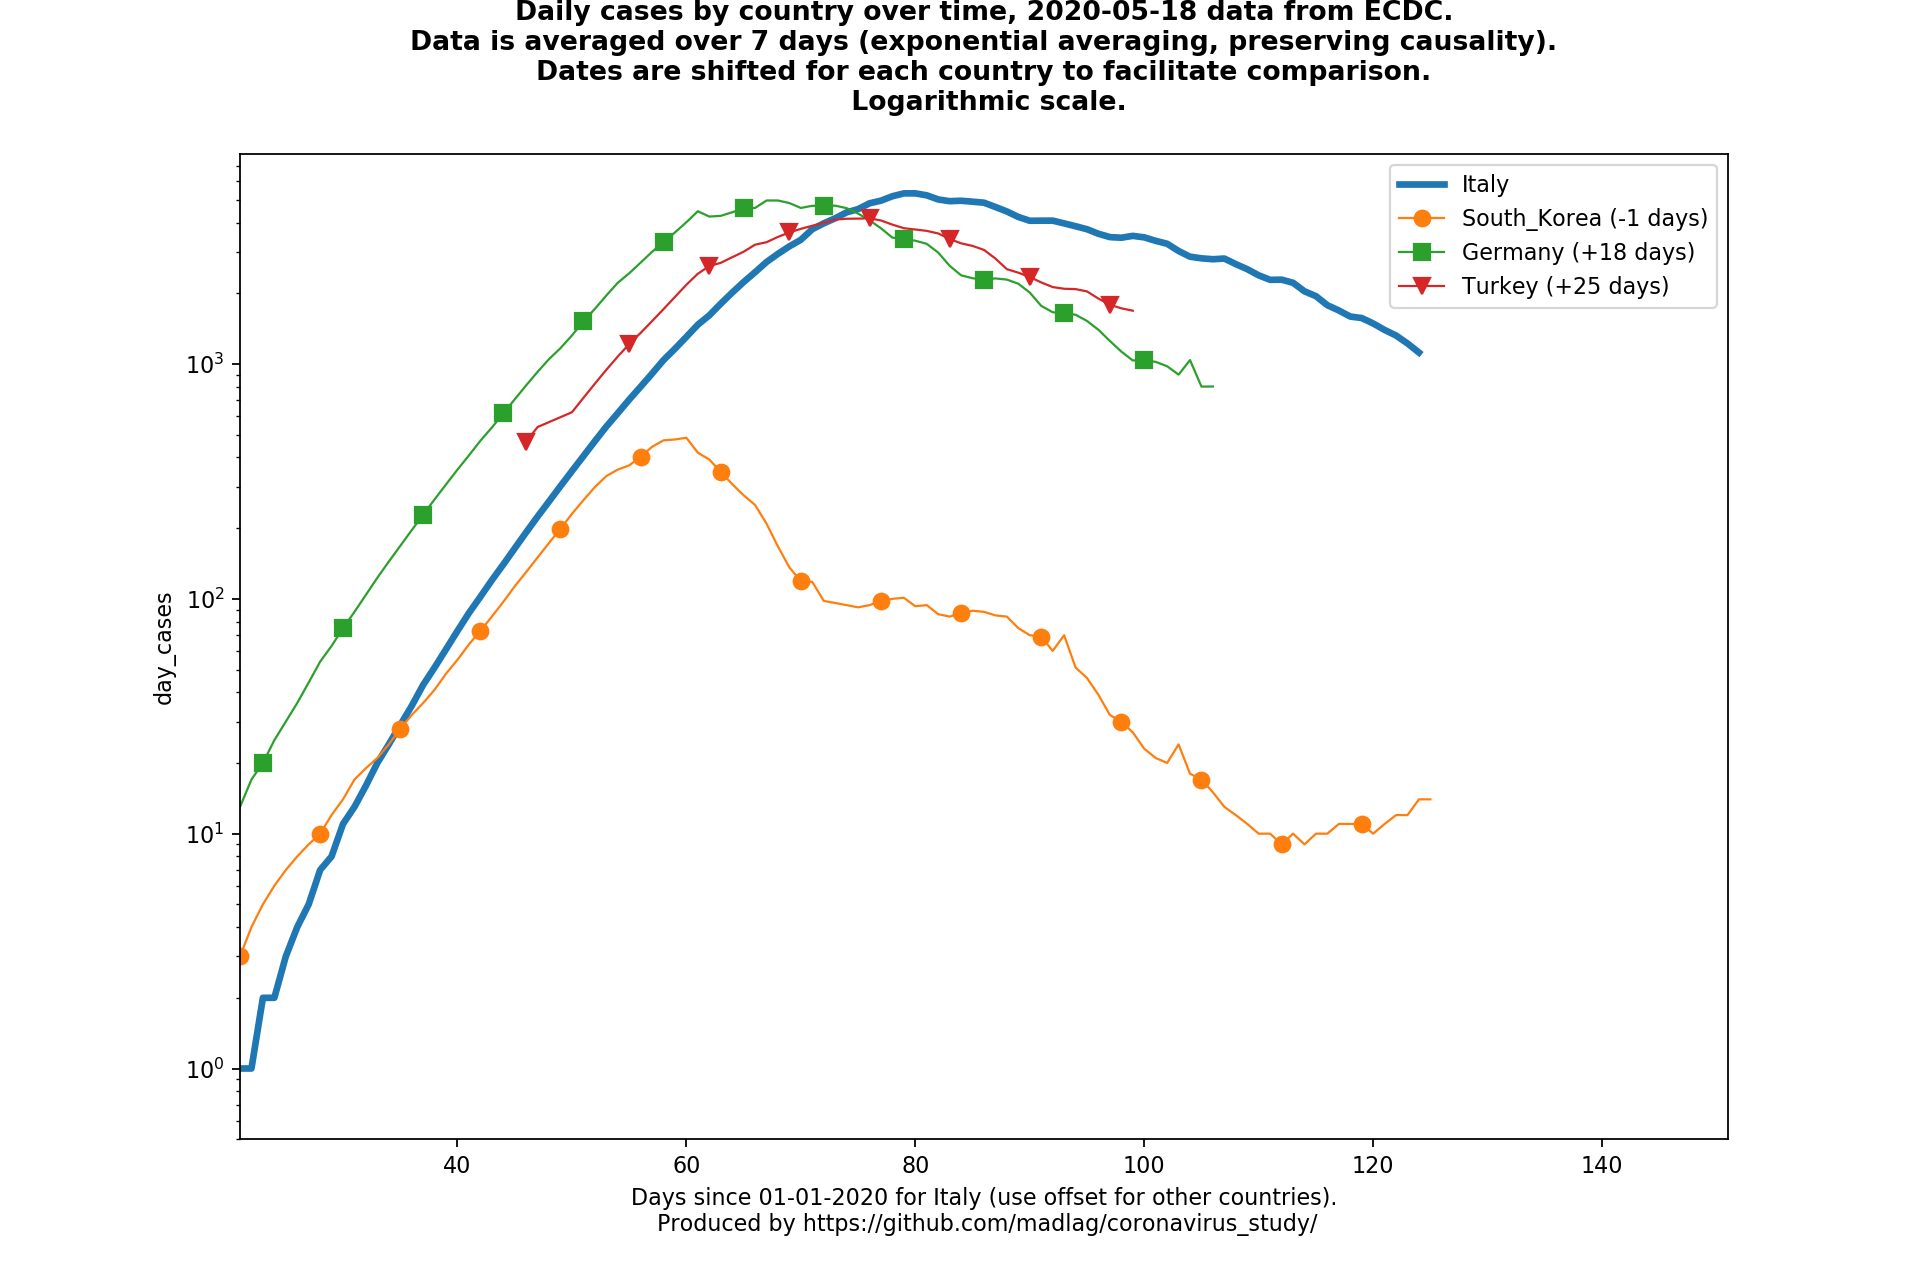 Daily cases by country over time, 2020-05-18 data from ECDC.
Data is averaged over 7 days (exponential averaging, preserving causality).
Dates are shifted for each country to facilitate comparison.
Logarithmic scale.
Italy
South_Korea (-1 days)
Germany (+18 days)
Turkey (+25 days)
10³
10²
10¹
10⁰
day_cases
40 60 80 100 120 140
Days since 01-01-2020 for Italy (use offset for other countries).
Produced by https://github.com/madlag/coronavirus_study/